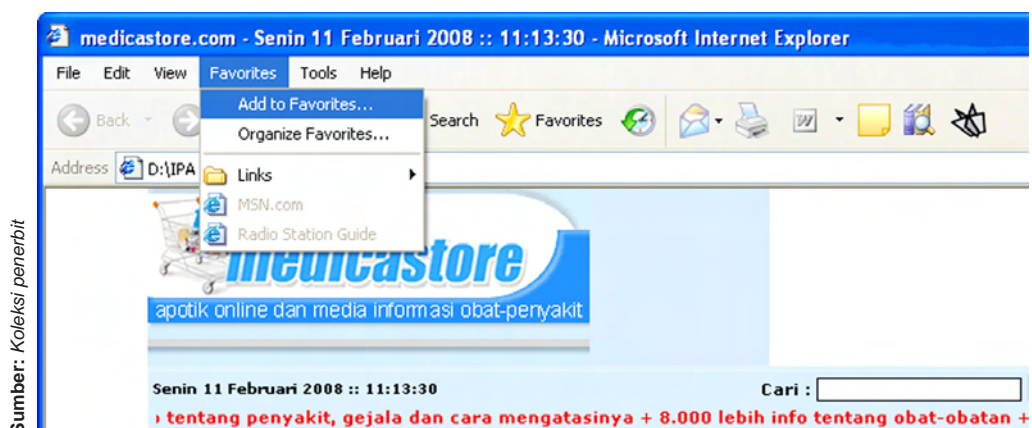 medicastore.com - Senin 11 Februari 2008 :: 11:13:30 - Microsoft Internet Explorer
File Edit View Favorites Tools Help
Back Search Favorites
Add to Favorites...
Organize Favorites...
Address D:\IPA
Links
MSN.com
Radio Station Guide
medicastore
apotik online dan media informasi obat-penyakit
Senin 11 Februari 2008 :: 11:13:30 Cari :
tentang penyakit, gejala dan cara mengatasinya + 8.000 lebih info tentang obat-obatan +
Sumber: Koleksi penerbit